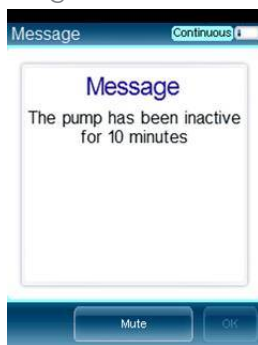 Message
Continuous
Message
The pump has been inactive
for 10 minutes
Mute
OK